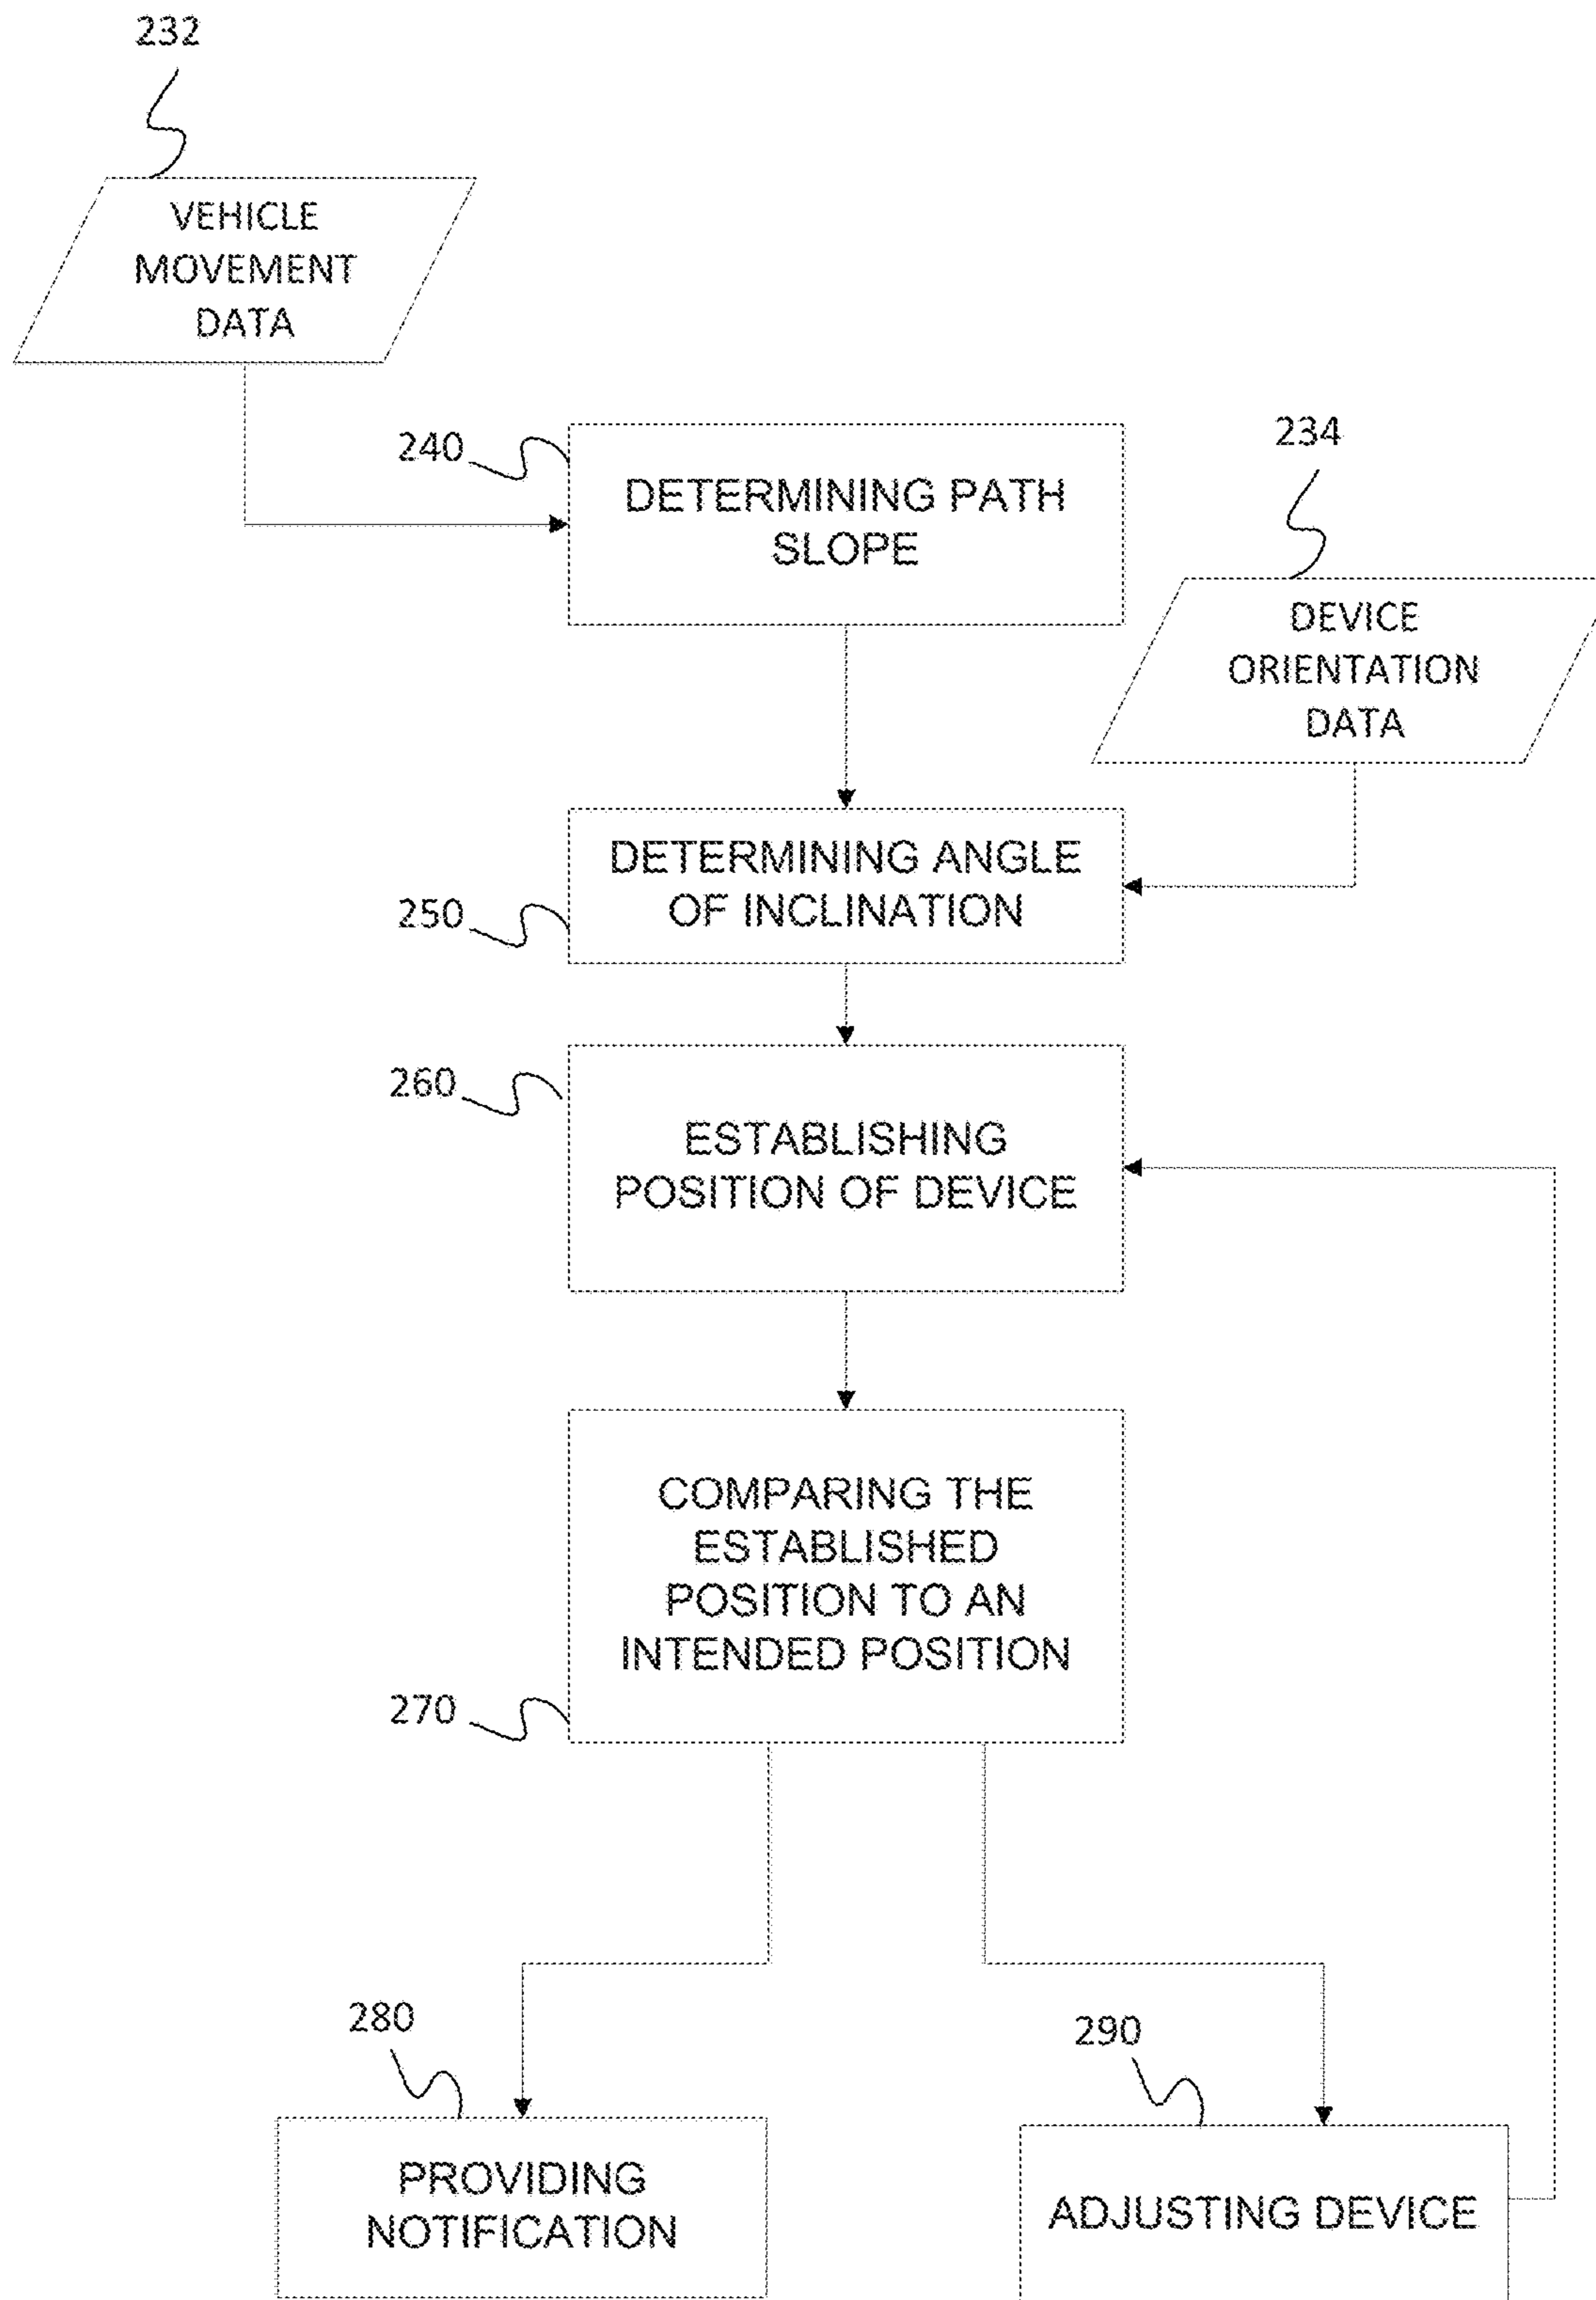 232
VEHICLE
MOVEMENT
DATA
240
DETERMINING PATH
SLOPE
234
DEVICE
ORIENTATION
DATA
DETERMINING ANGLE
OF INCLINATION
250
260
ESTABLISHING
POSITION OF DEVICE
COMPARING THE
ESTABLISHED
POSITION TO AN
INTENDED POSITION
270
280
PROVIDING
NOTIFICATION
290
ADJUSTING DEVICE